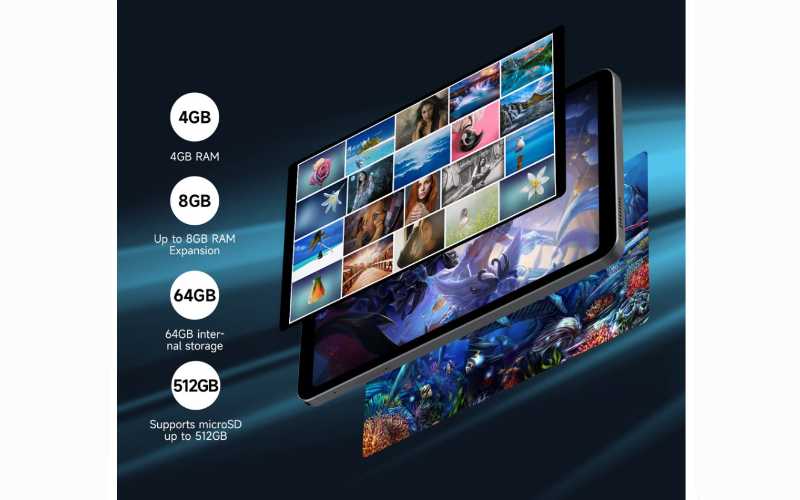 4GB
4GB RAM
8GB
Up to 8GB RAM
Expansion
64GB
64GB inter-
nal storage
512GB
Supports microSD
up to 512GB